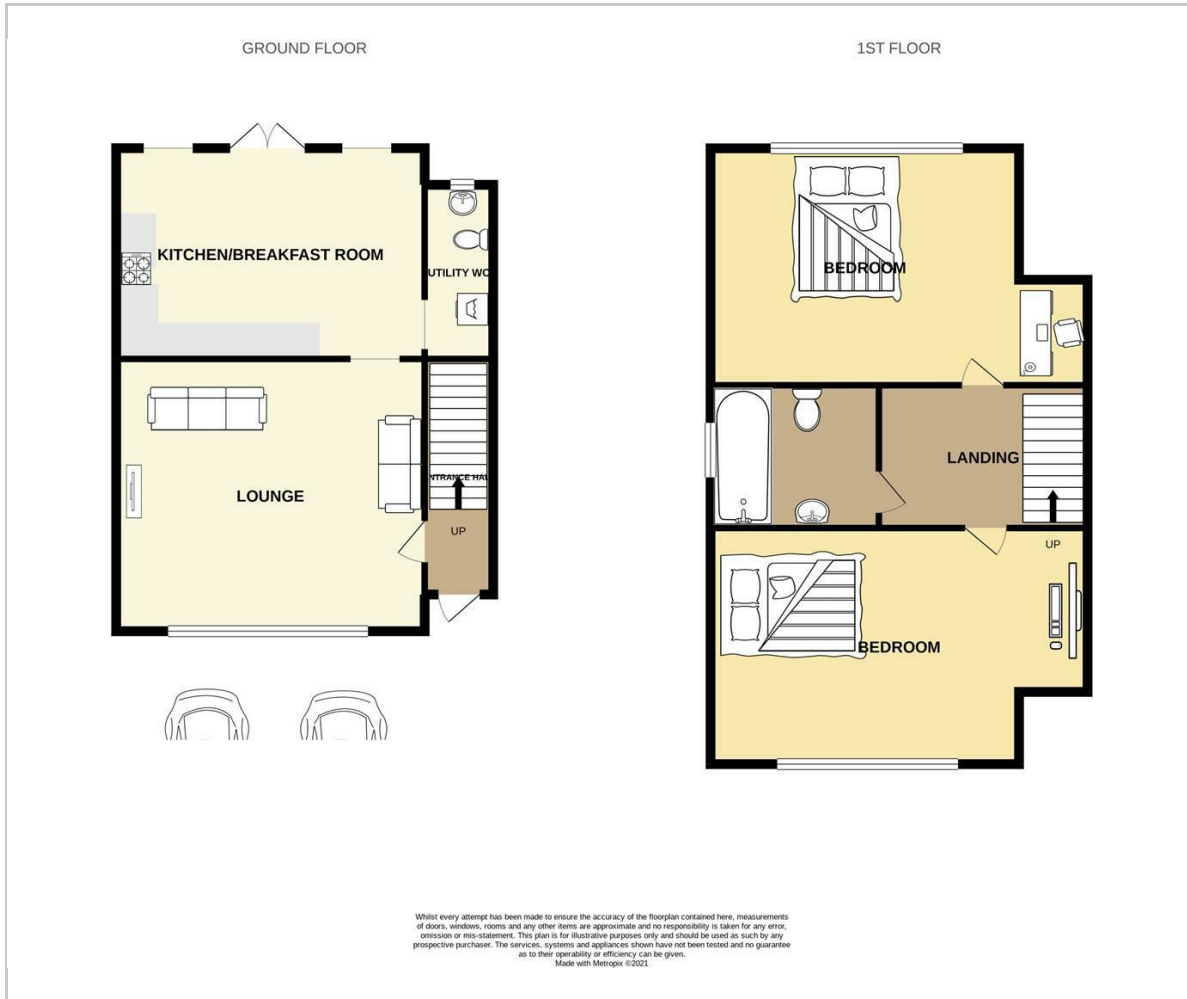 GROUND FLOOR
1ST FLOOR
KITCHEN/BREAKFAST ROOM
UTILITY WC
LOUNGE
NTRANCE HAL
UP
BEDROOM
LANDING
UP
BEDROOM
Whilst every attempt has been made to ensure the accuracy of the floorplan contained here, measurements
of doors, windows, rooms and any other items are approximate and no responsibility is taken for any error,
omission or mis-statement. This plan is for illustrative purposes only and should be used as such by any
prospective purchaser. The services, systems and appliances shown have not been tested and no guarantee
as to their operability or efficiency can be given.
Made with Metropix ©2021